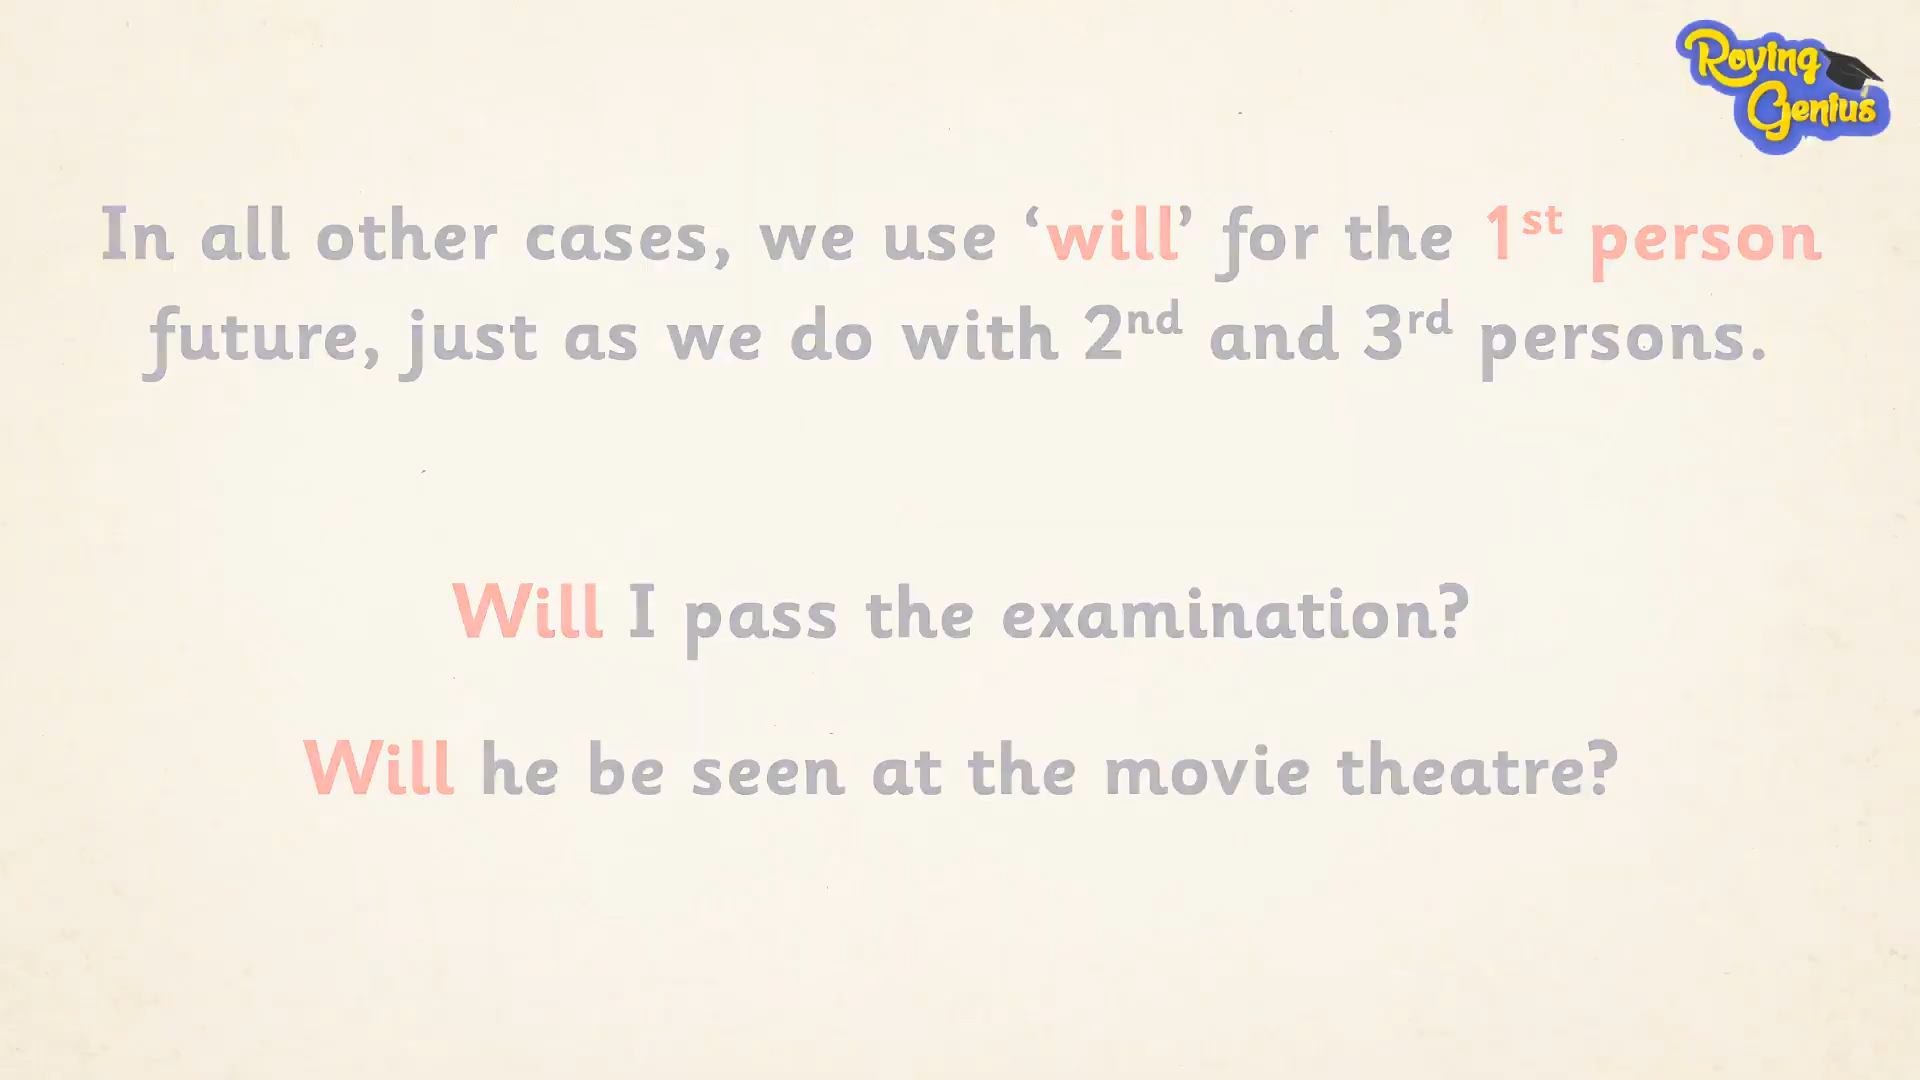 Roving
Genius
In all other cases, we use ‘will’ for the 1st person
future, just as we do with 2nd and 3rd persons.
Will I pass the examination?
Will he be seen at the movie theatre?